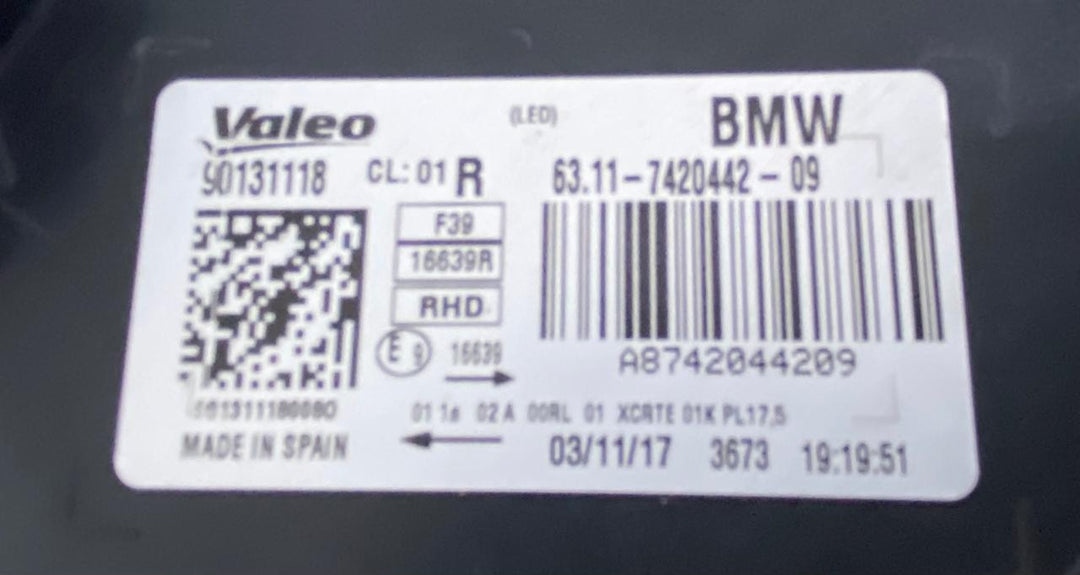 Valeo (LED) BMW
90131118 CL: 01 R 63.11-7420442-09
F39
16639R
RHD
E 9 16639
A8742044209
01 1a 02 A 00RL 01 XCRTE 01K PL17,5
MADE IN SPAIN 03/11/17 3673 19:19:51